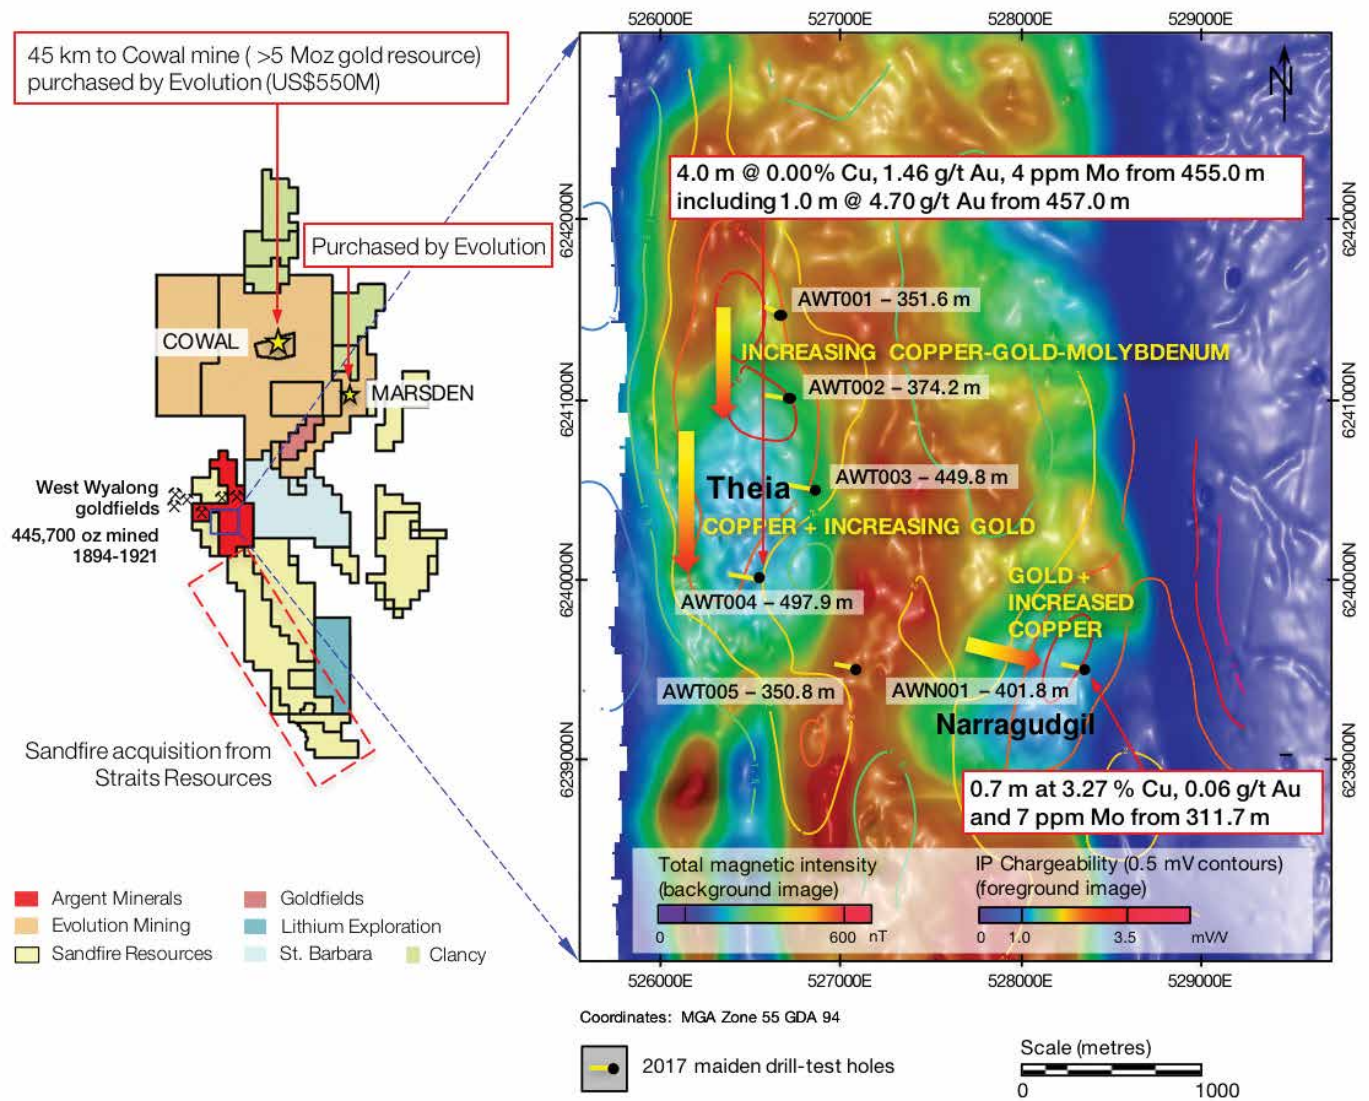 45 km to Cowal mine ( >5 Moz gold resource)
purchased by Evolution (US$550M)
Purchased by Evolution
COWAL
MARSDEN
West Wyalong
goldfields
445,700 oz mined
1894-1921
Sandfire acquisition from
Straits Resources
Argent Minerals
Evolution Mining
Sandfire Resources
Goldfields
Lithium Exploration
St. Barbara
Clancy
526000E
527000E
528000E
529000E
N
6242000N
6241000N
6240000N
6239000N
6242000N
6241000N
6240000N
6239000N
4.0 m @ 0.00% Cu, 1.46 g/t Au, 4 ppm Mo from 455.0 m
including 1.0 m @ 4.70 g/t Au from 457.0 m
AWT001 – 351.6 m
INCREASING COPPER-GOLD-MOLYBDENUM
AWT002 – 374.2 m
AWT003 – 449.8 m
Theia
COPPER + INCREASING GOLD
AWT004 – 497.9 m
GOLD +
INCREASED
COPPER
AWT005 – 350.8 m
AWN001 – 401.8 m
Narragudgil
0.7 m at 3.27 % Cu, 0.06 g/t Au
and 7 ppm Mo from 311.7 m
Total magnetic intensity
(background image)
0
600 nT
IP Chargeability (0.5 mV contours)
(foreground image)
0 1.0 3.5 mV/V
526000E
527000E
528000E
529000E
Coordinates: MGA Zone 55 GDA 94
2017 maiden drill-test holes
Scale (metres)
0 1000